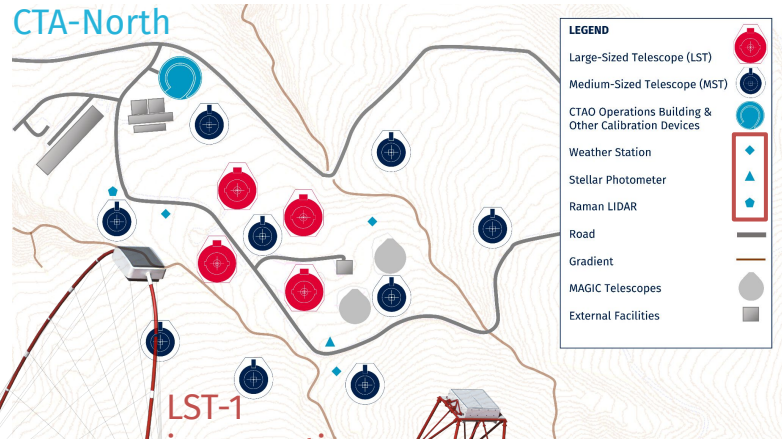 CTA-North
LEGEND
Large-Sized Telescope (LST)
Medium-Sized Telescope (MST)
CTAO Operations Building &
Other Calibration Devices
Weather Station
Stellar Photometer
Raman LIDAR
Road
Gradient
MAGIC Telescopes
External Facilities
LST-1